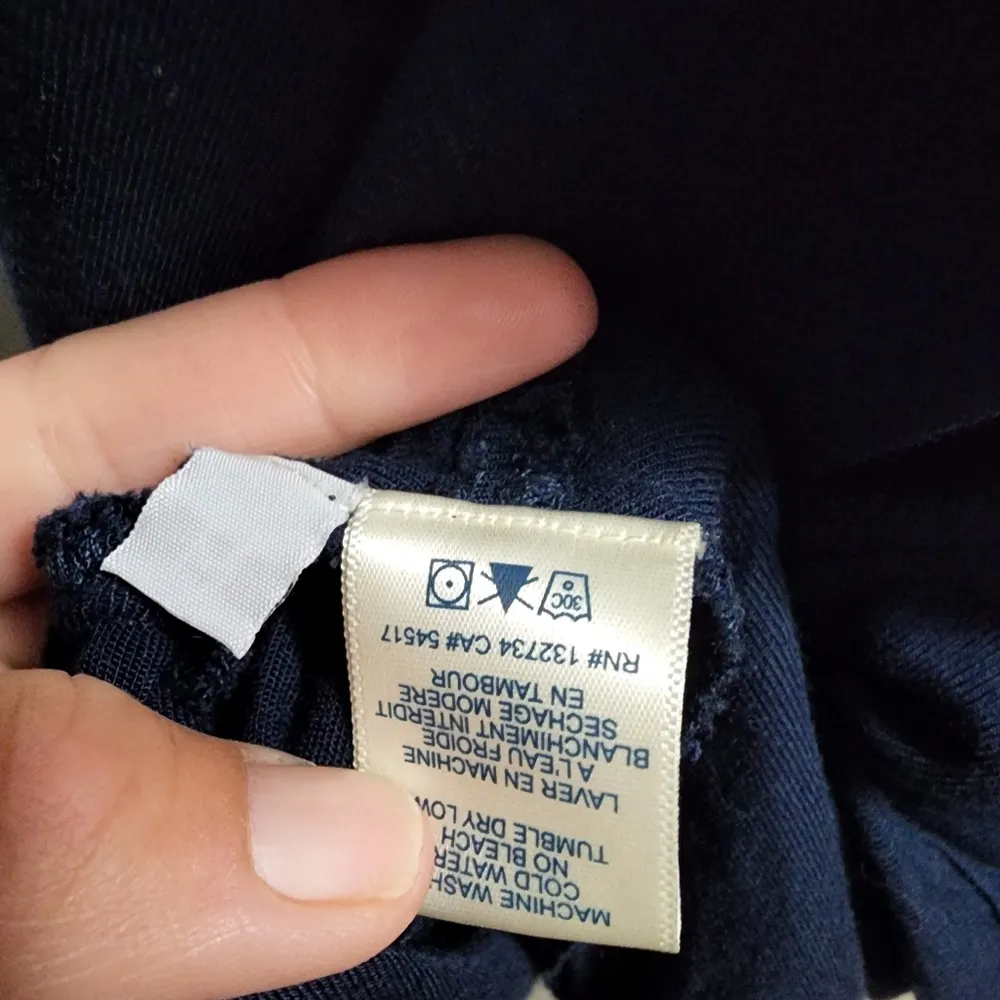 MACHINE WASH
COLD WATER
NO BLEACH
TUMBLE DRY LOW
LAVER EN MACHINE
A L'EAU FROIDE
BLANCHIMENT INTERDIT
SECHAGE MODERE
EN TAMBOUR
RN# 132734 CA# 54517
30C